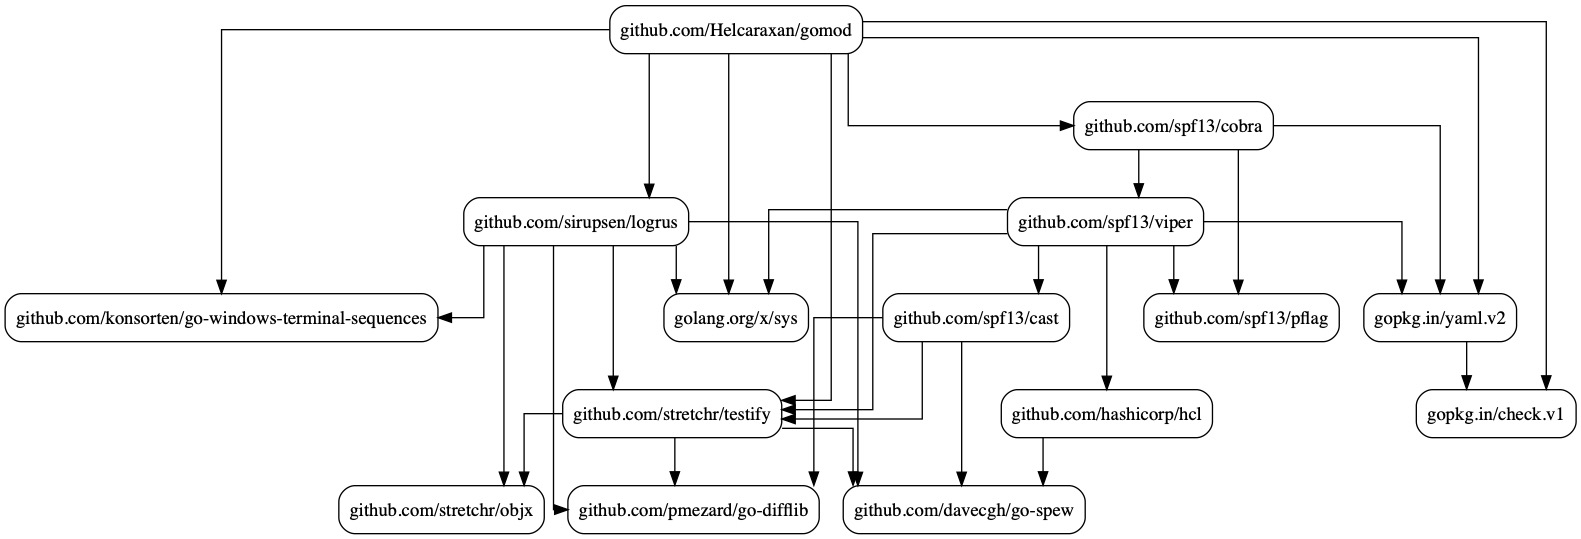 github.com/Helcaraxan/gomod
github.com/spf13/cobra
github.com/sirupsen/logrus
github.com/spf13/viper
github.com/konsorten/go-windows-terminal-sequences
golang.org/x/sys
github.com/spf13/cast
github.com/spf13/pflag
gopkg.in/yaml.v2
github.com/stretchr/testify
github.com/hashicorp/hcl
gopkg.in/check.v1
github.com/stretchr/objx
github.com/pmezard/go-difflib
github.com/davecgh/go-spew